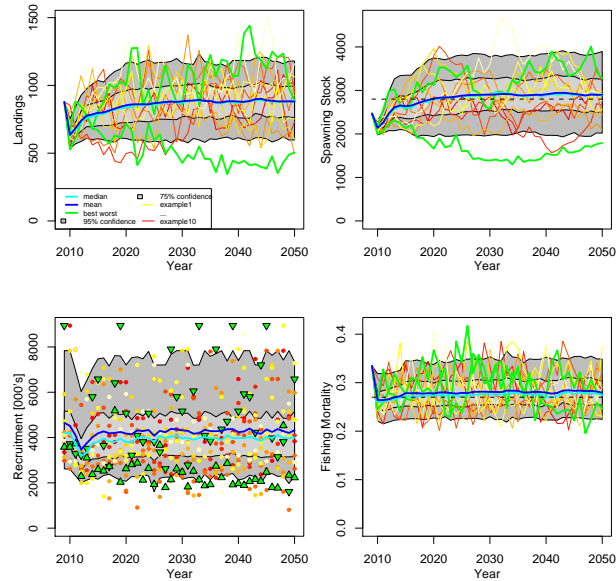 1500
1000
500
0
Landings
2010 2020 2030 2040 2050
Year
median
mean
best worst
95% confidence
75% confidence
example1
...
example10
4000
3000
2000
1000
0
Spawning Stock
2010 2020 2030 2040 2050
Year
8000
6000
4000
2000
0
Recruitment [0000's]
2010 2020 2030 2040 2050
Year
0.4
0.3
0.2
0.1
0.0
Fishing Mortality
2010 2020 2030 2040 2050
Year